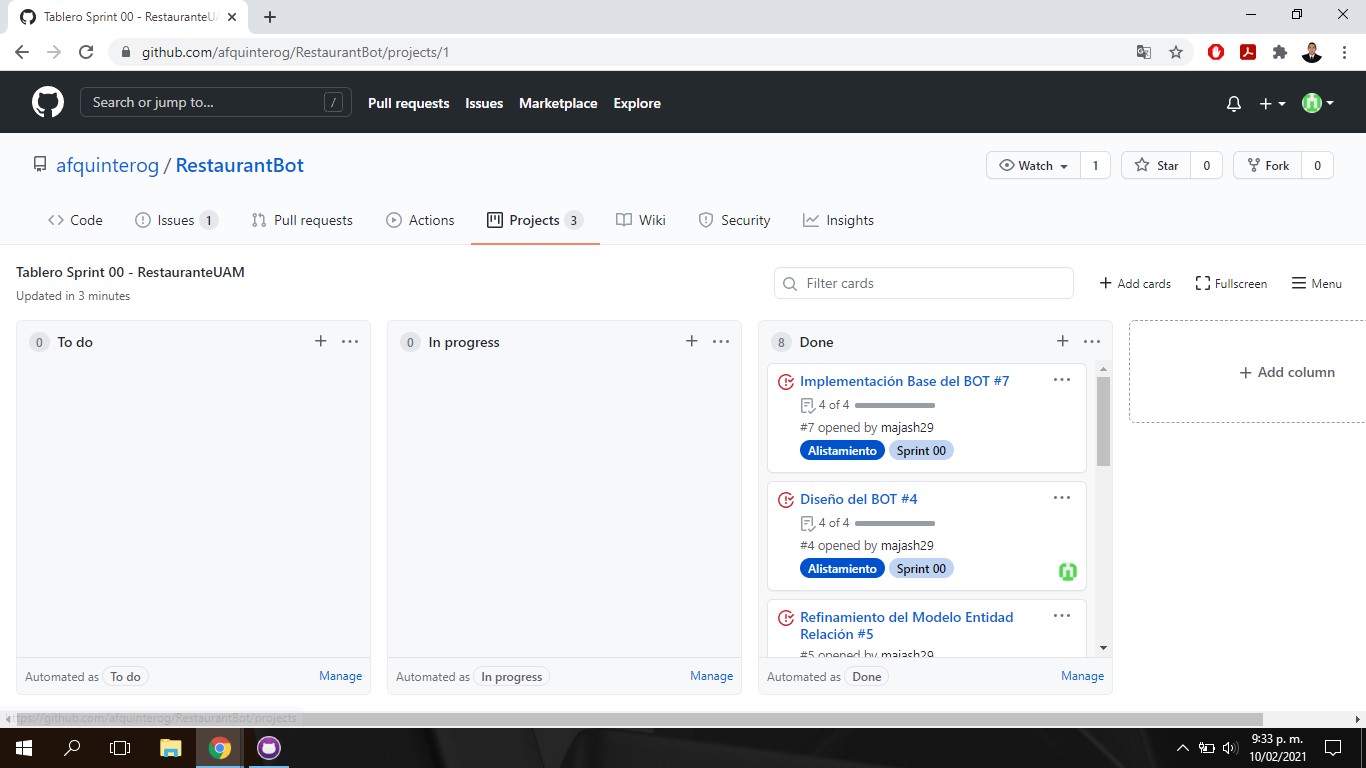 Tablero Sprint 00 - RestauranteU
github.com/afquinterog/RestaurantBot/projects/1
Search or jump to... /
Pull requests Issues Marketplace Explore
afquinterog / RestaurantBot
Watch 1 Star 0 Fork 0
Code Issues 1 Pull requests Actions Projects 3 Wiki Security Insights
Tablero Sprint 00 - RestauranteUAM
Updated in 3 minutes
Filter cards
Add cards Fullscreen Menu
0 To do
Automated as To do Manage
0 In progress
Automated as In progress Manage
8 Done
Implementación Base del BOT #7
4 of 4
#7 opened by majash29
Alistamiento Sprint 00
Diseño del BOT #4
4 of 4
#4 opened by majash29
Alistamiento Sprint 00
Refinamiento del Modelo Entidad
Relación #5
#5 opened by majash29
Automated as Done Manage
Add column
ttps://github.com/afquinterog/RestaurantBot/projects
9:33 p. m.
10/02/2021